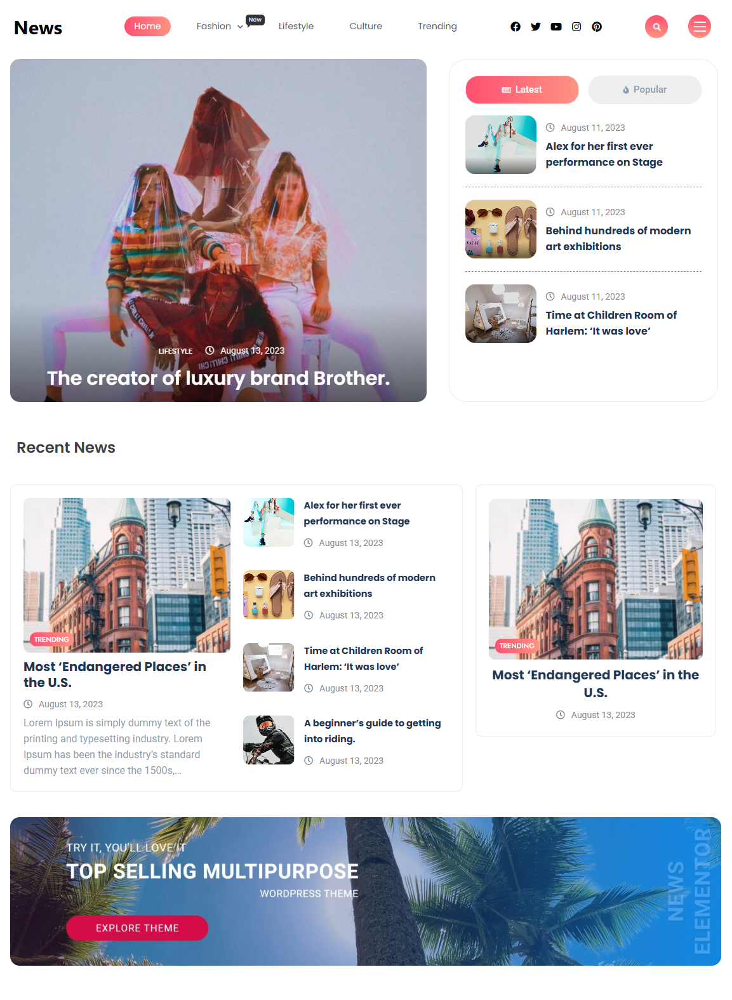 News
Home
Fashion
New
Lifestyle
Culture
Trending
LIFESTYLE
August 13, 2023
The creator of luxury brand Brother.
Latest
Popular
August 11, 2023
Alex for her first ever
performance on Stage
August 11, 2023
Behind hundreds of modern
art exhibitions
August 11, 2023
Time at Children Room of
Harlem: ‘It was love’
Recent News
TRENDING
Most ‘Endangered Places’ in
the U.S.
August 13, 2023
Lorem Ipsum is simply dummy text of the
printing and typesetting industry. Lorem
Ipsum has been the industry’s standard
dummy text ever since the 1500s,…
Alex for her first ever
performance on Stage
August 13, 2023
Behind hundreds of modern
art exhibitions
August 13, 2023
Time at Children Room of
Harlem: ‘It was love’
August 13, 2023
A beginner’s guide to getting
into riding.
August 13, 2023
TRENDING
Most ‘Endangered Places’ in the
U.S.
August 13, 2023
TRY IT, YOU'LL LOVE IT
TOP SELLING MULTIPURPOSE
WORDPRESS THEME
EXPLORE THEME
NEWS
ELEMENTOR